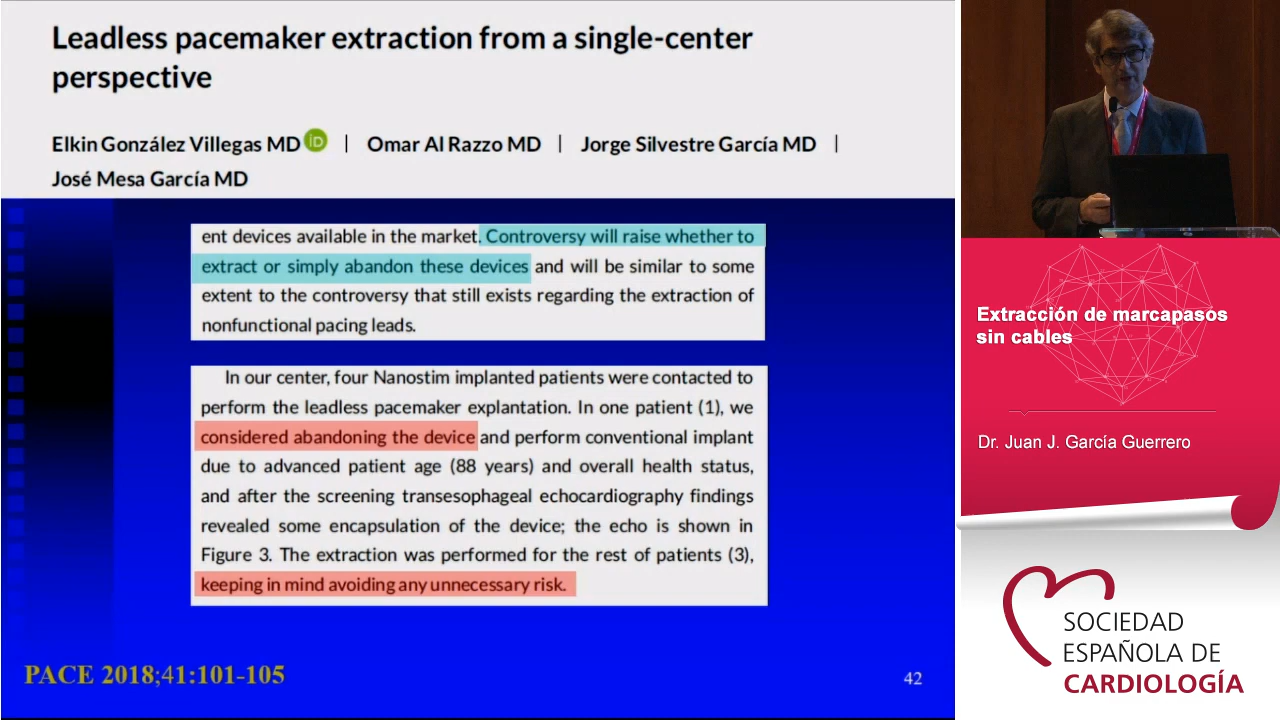 Leadless pacemaker extraction from a single-center
perspective
Elkin González Villegas MD iD | Omar Al Razzo MD | Jorge Silvestre García MD |
José Mesa García MD
ent devices available in the market. Controversy will raise whether to
extract or simply abandon these devices and will be similar to some
extent to the controversy that still exists regarding the extraction of
nonfunctional pacing leads.
In our center, four Nanostim implanted patients were contacted to
perform the leadless pacemaker explantation. In one patient (1), we
considered abandoning the device and perform conventional implant
due to advanced patient age (88 years) and overall health status,
and after the screening transesophageal echocardiography findings
revealed some encapsulation of the device; the echo is shown in
Figure 3. The extraction was performed for the rest of patients (3),
keeping in mind avoiding any unnecessary risk.
PACE 2018;41:101-105
42
Extracción de marcapasos
sin cables
Dr. Juan J. García Guerrero
SOCIEDAD
ESPAÑOLA DE
CARDIOLOGÍA